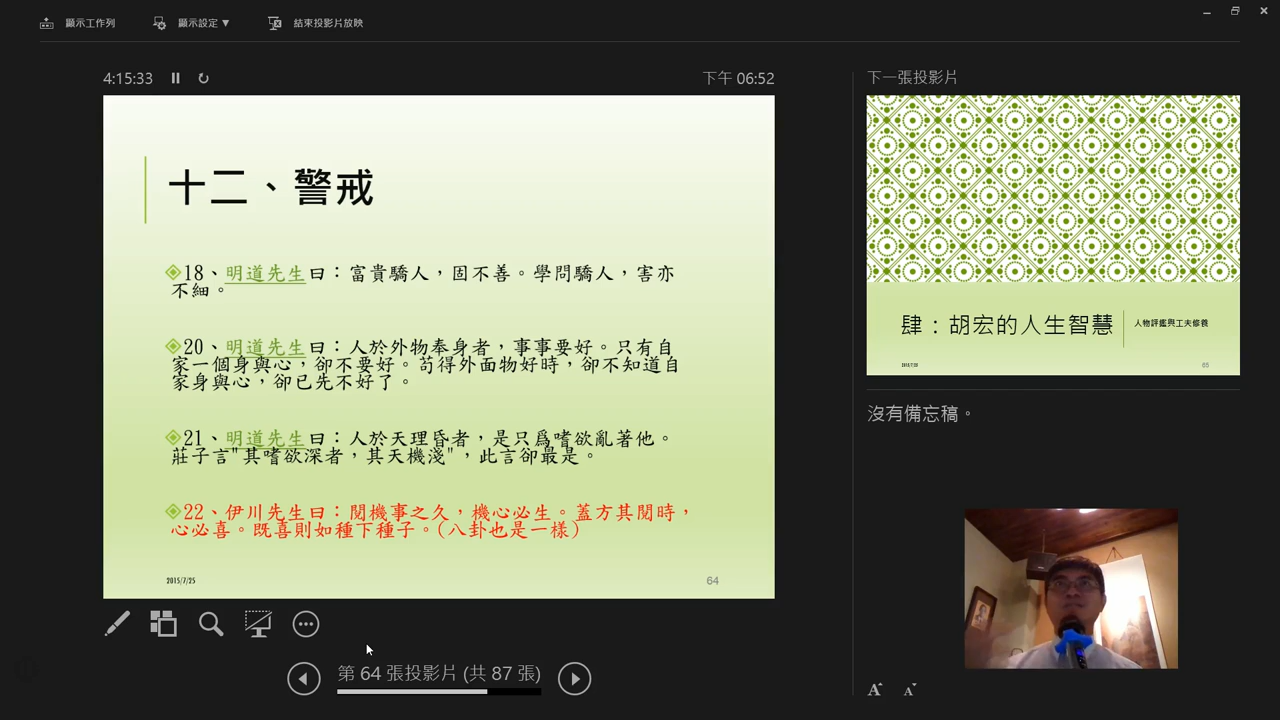 顯示工作列
顯示設定▼
結束投影片放映
4:15:33
下午 06:52
十二、警戒
18、明道先生曰：富貴驕人，固不善。學問驕人，害亦
不細。
20、明道先生曰：人於外物奉身者，事事要好。只有自
家一個身與心，卻不要好。苟得外面物好時，卻不知道自
家身與心，卻已先不好了。
21、明道先生曰：人於天理昏者，是只爲嗜欲亂著他。
莊子言"其嗜欲深者，其天機淺"，此言卻最是。
22、伊川先生曰：閱機事之久，機心必生。蓋方其閱時，
心必喜。既喜則如種下種子。(八卦也是一樣)
2015/7/25
64
第 64 張投影片 (共 87 張)
下一張投影片
肆：胡宏的人生智慧
人物評鑑與工夫修養
2015/7/25
65
沒有備忘稿。
A
A